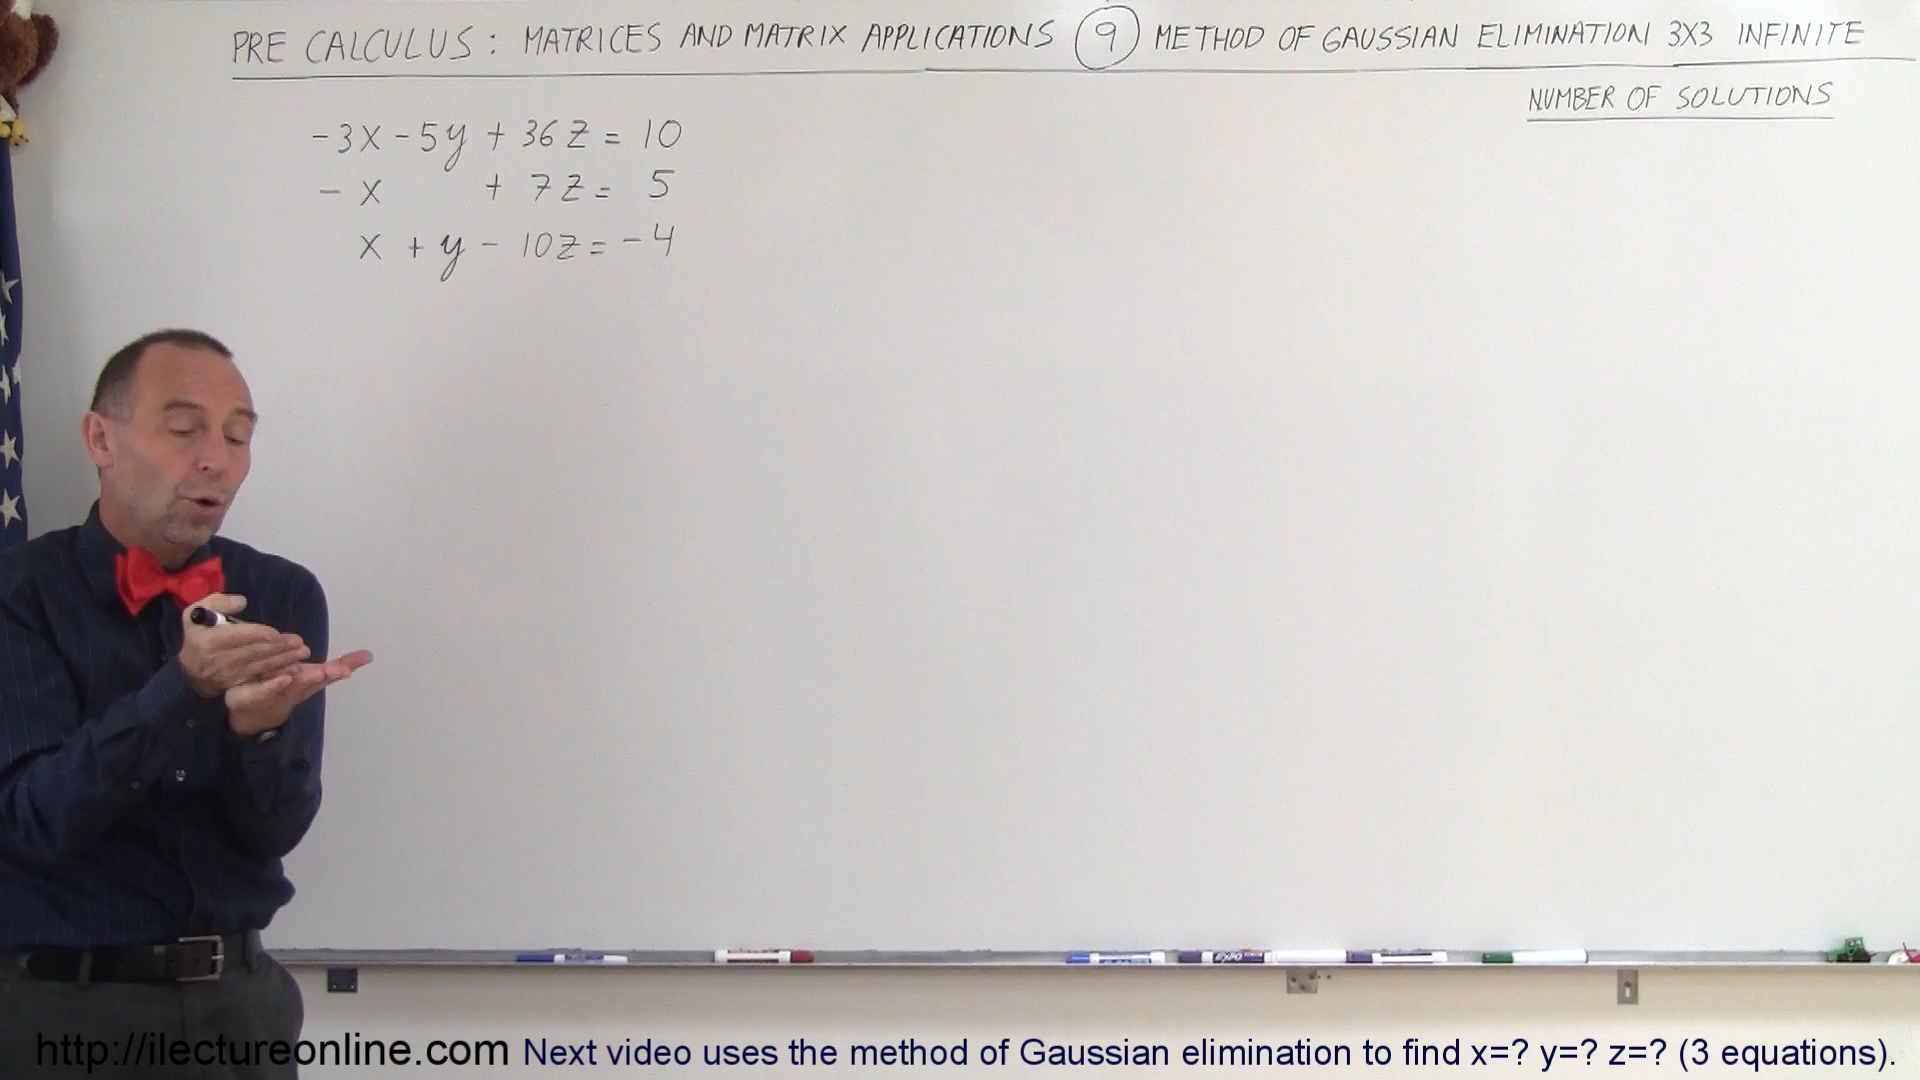 PRE CALCULUS: MATRICES AND MATRIX APPLICATIONS 9 METHOD OF GAUSSIAN ELIMINATION 3X3 INFINITE
NUMBER OF SOLUTIONS
-3x - 5y + 36z = 10
- x + 7z = 5
x + y - 10z = -4
EXPO
http://ilectureonline.com Next video uses the method of Gaussian elimination to find x=? y=? z=? (3 equations).